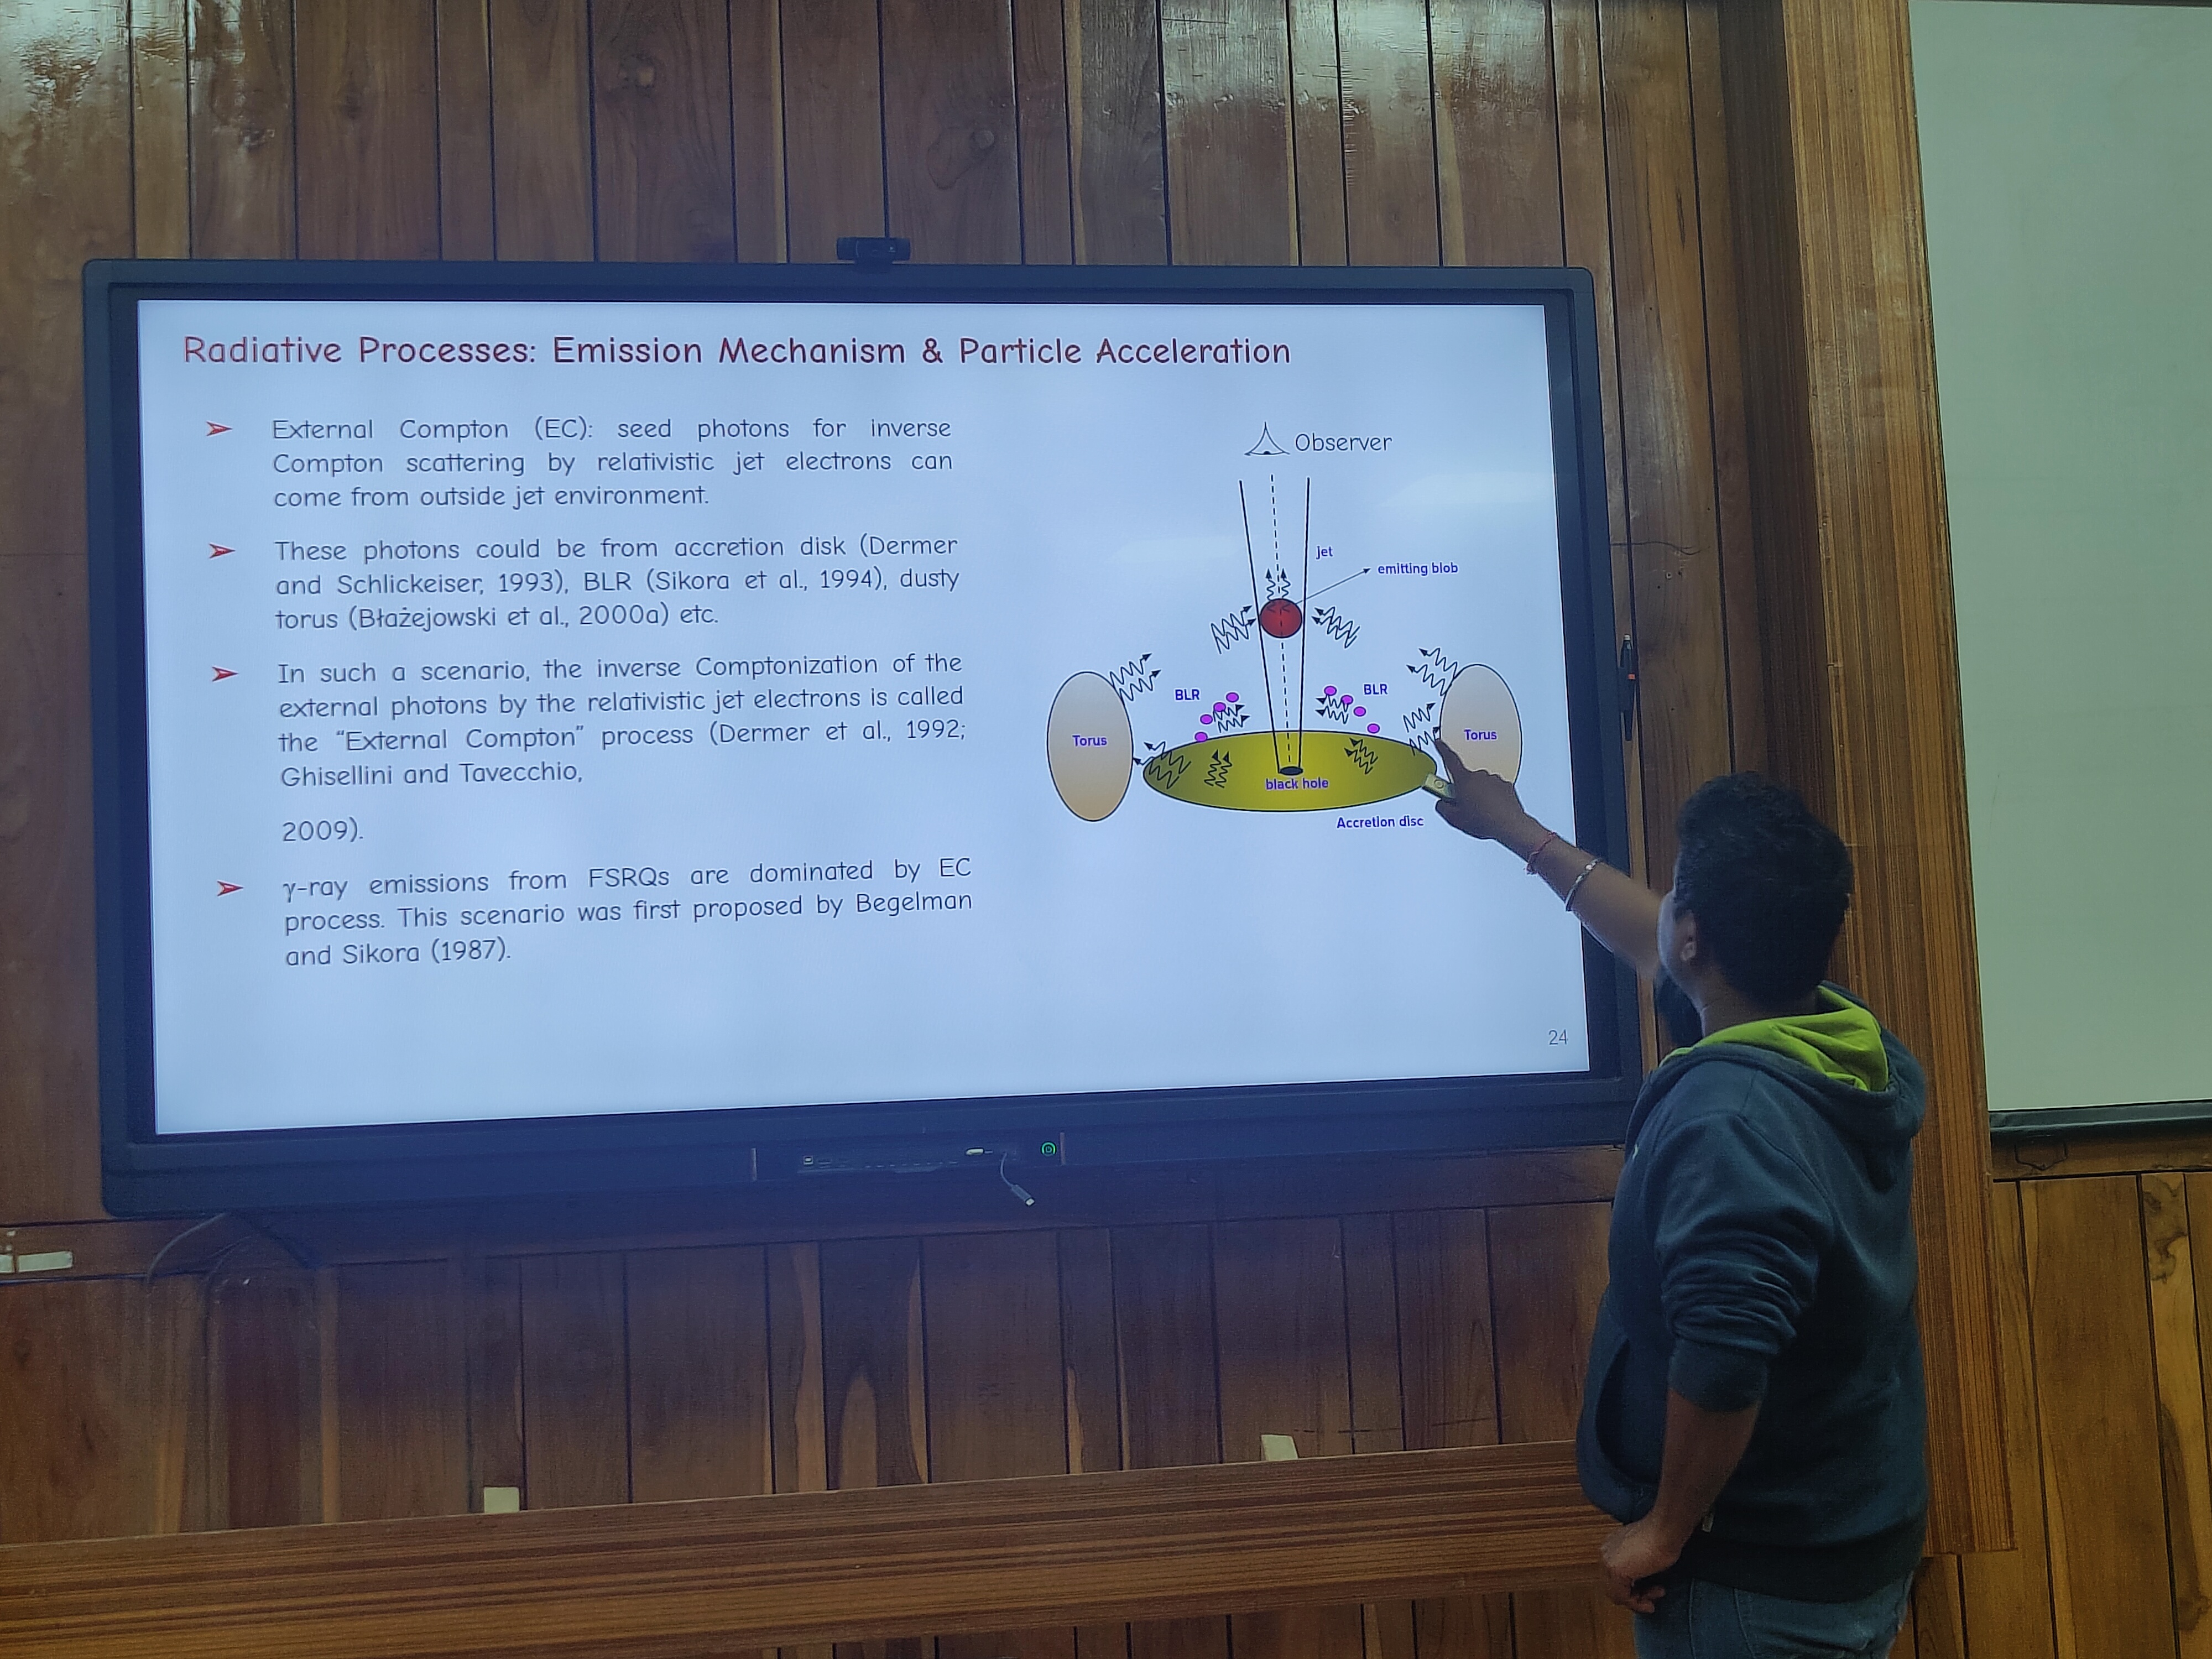 Radiative Processes: Emission Mechanism & Particle Acceleration
External Compton (EC): seed photons for inverse
Compton scattering by relativistic jet electrons can
come from outside jet environment.
These photons could be from accretion disk (Dermer
and Schlickeiser, 1993), BLR (Sikora et al., 1994), dusty
torus (Błażejowski et al., 2000a) etc.
In such a scenario, the inverse Comptonization of the
external photons by the relativistic jet electrons is called
the “External Compton” process (Dermer et al., 1992;
Ghisellini and Tavecchio,
2009).
γ-ray emissions from FSRQs are dominated by EC
process. This scenario was first proposed by Begelman
and Sikora (1987).
Observer
jet
emitting blob
BLR
BLR
Torus
Torus
black hole
Accretion disc
24